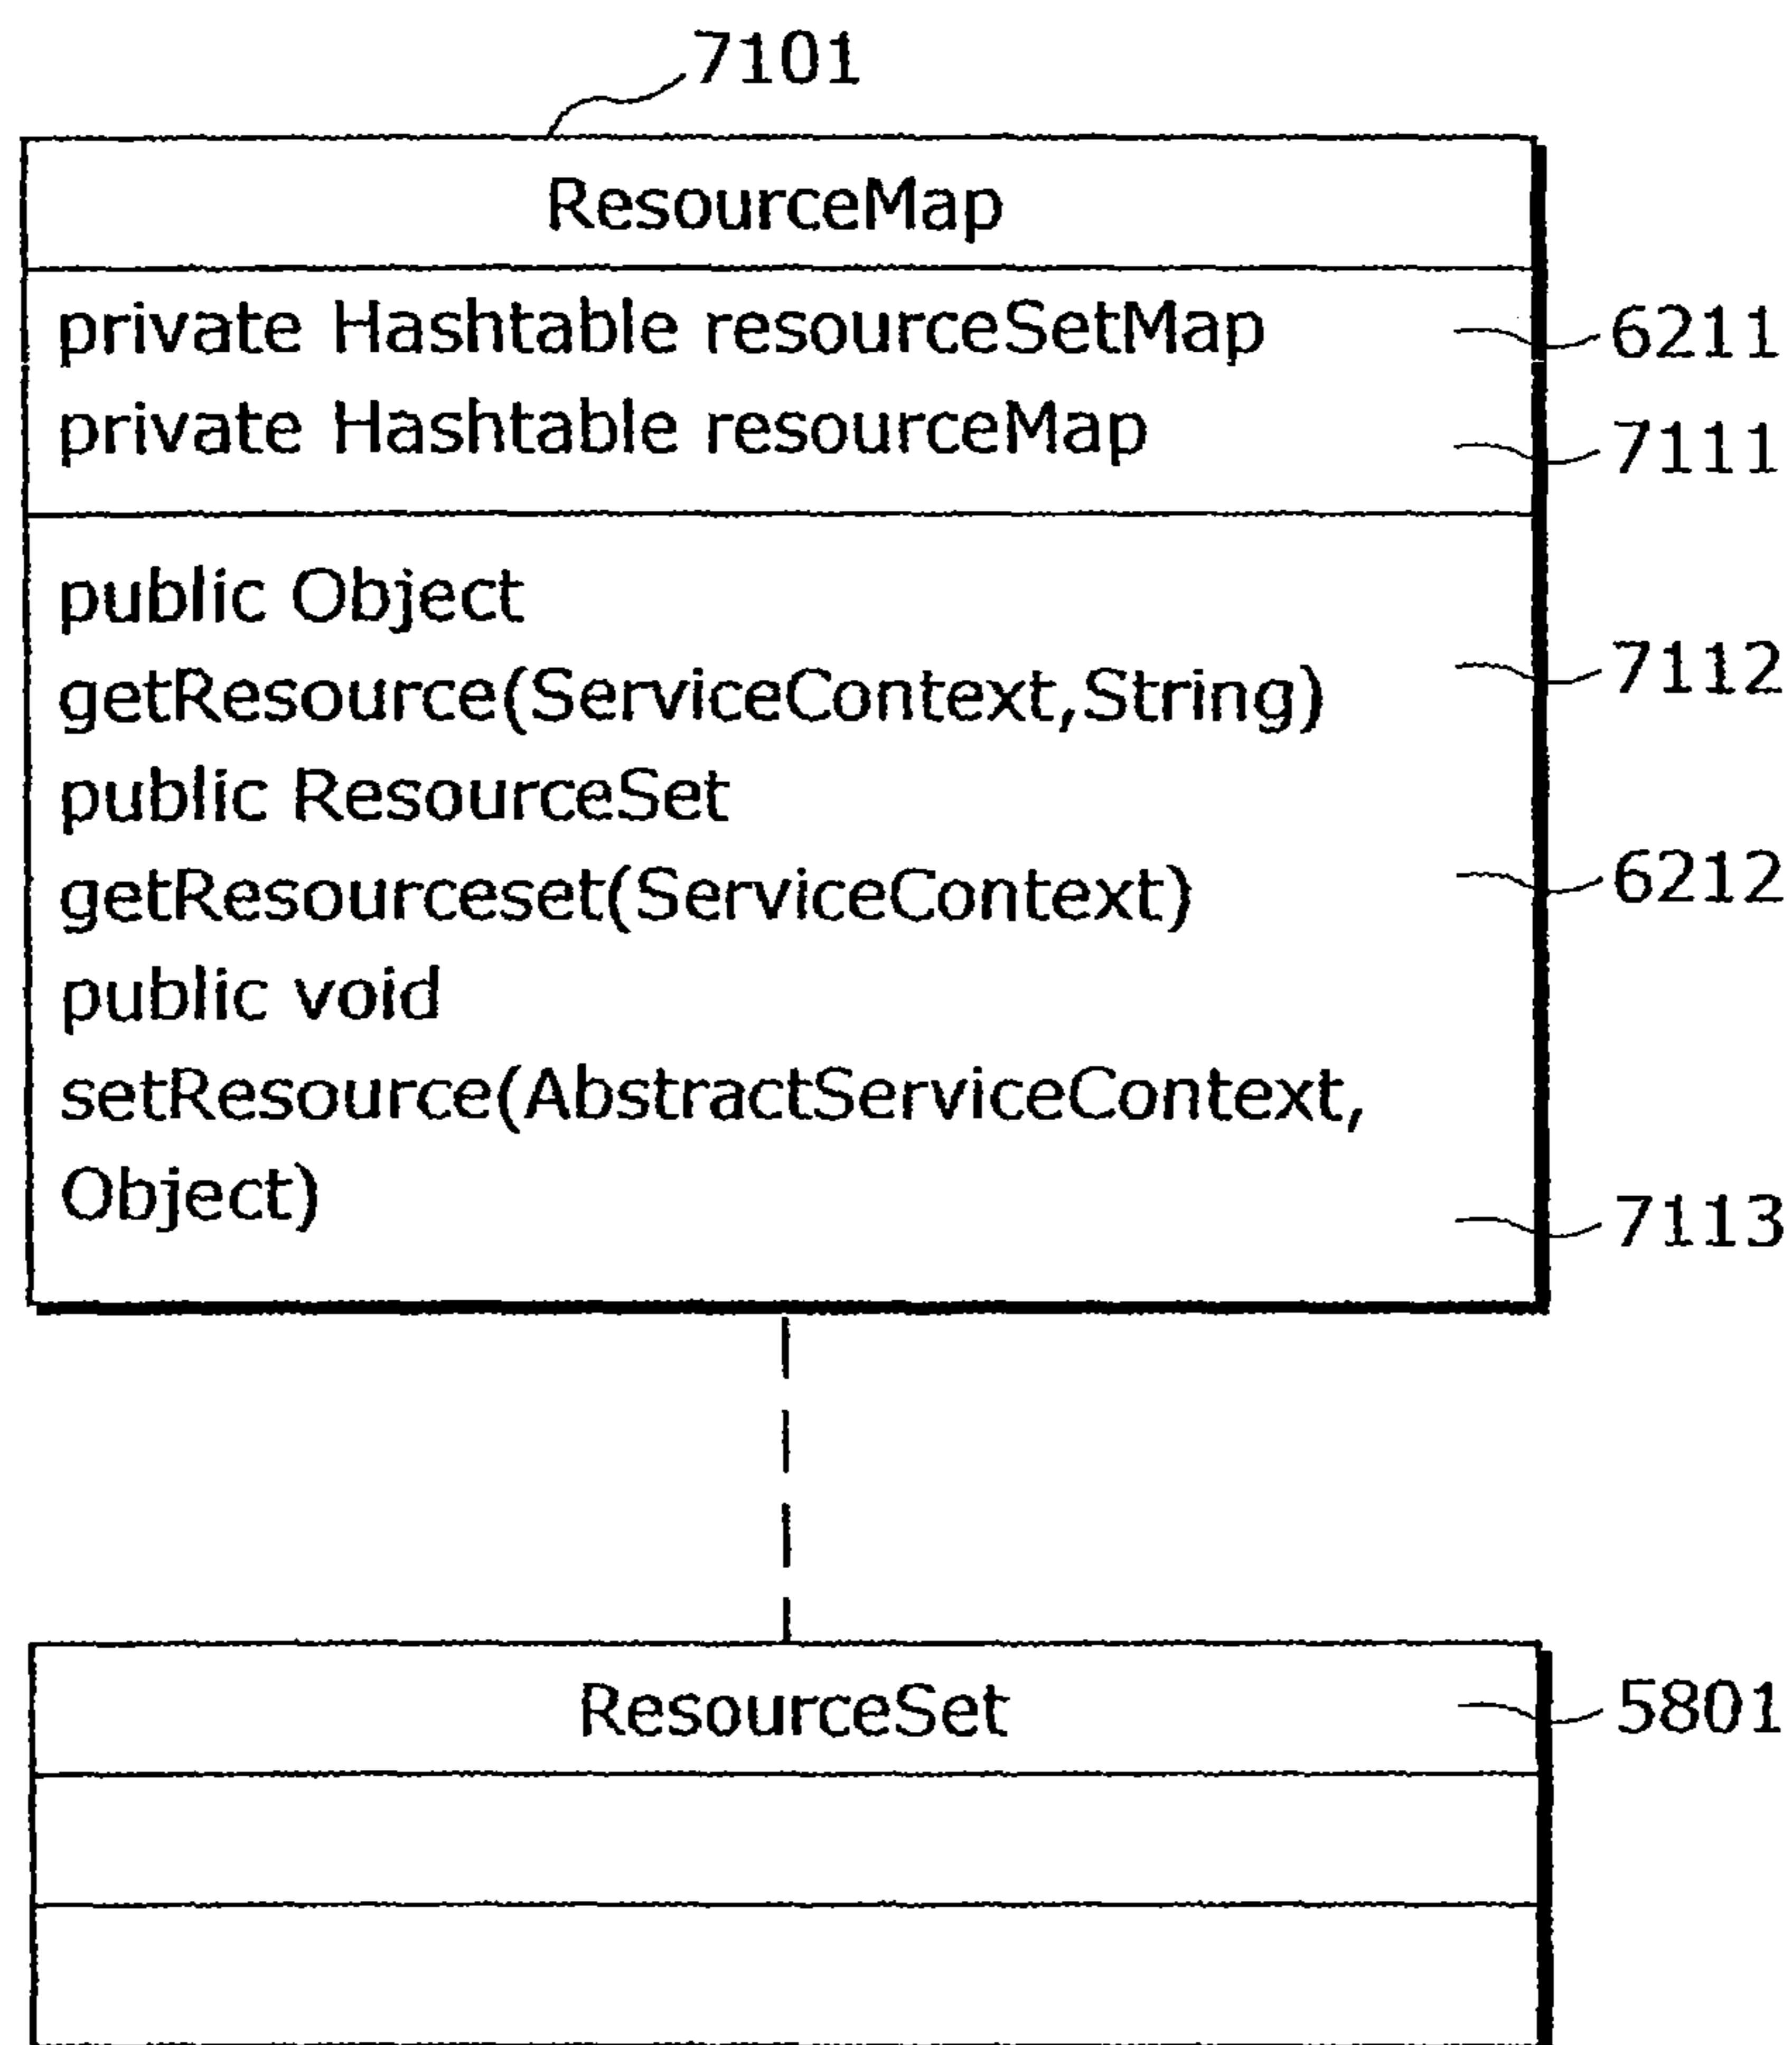 7101
ResourceMap
private Hashtable resourceSetMap
6211
private Hashtable resourceMap
7111
public Object
getResource(ServiceContext,String)
7112
public ResourceSet
getResourceset(ServiceContext)
6212
public void
setResource(AbstractServiceContext,
Object)
7113
ResourceSet
5801